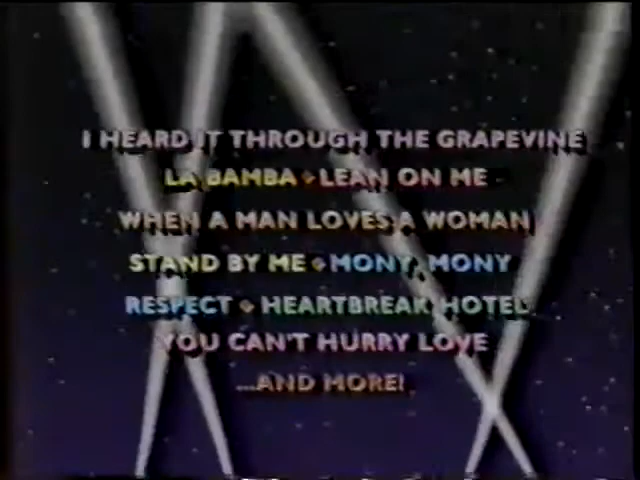 I HEARD IT THROUGH THE GRAPEVINE
LA BAMBA ◆ LEAN ON ME
WHEN A MAN LOVES A WOMAN
STAND BY ME ◆ MONY, MONY
RESPECT ◆ HEARTBREAK HOTEL
YOU CAN'T HURRY LOVE
...AND MORE!